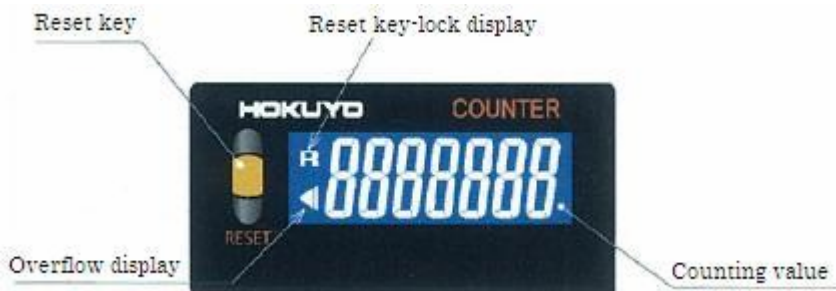 Reset key
Reset key-lock display
HOKUYO COUNTER
R 8888888.
RESET
Overflow display
Counting value